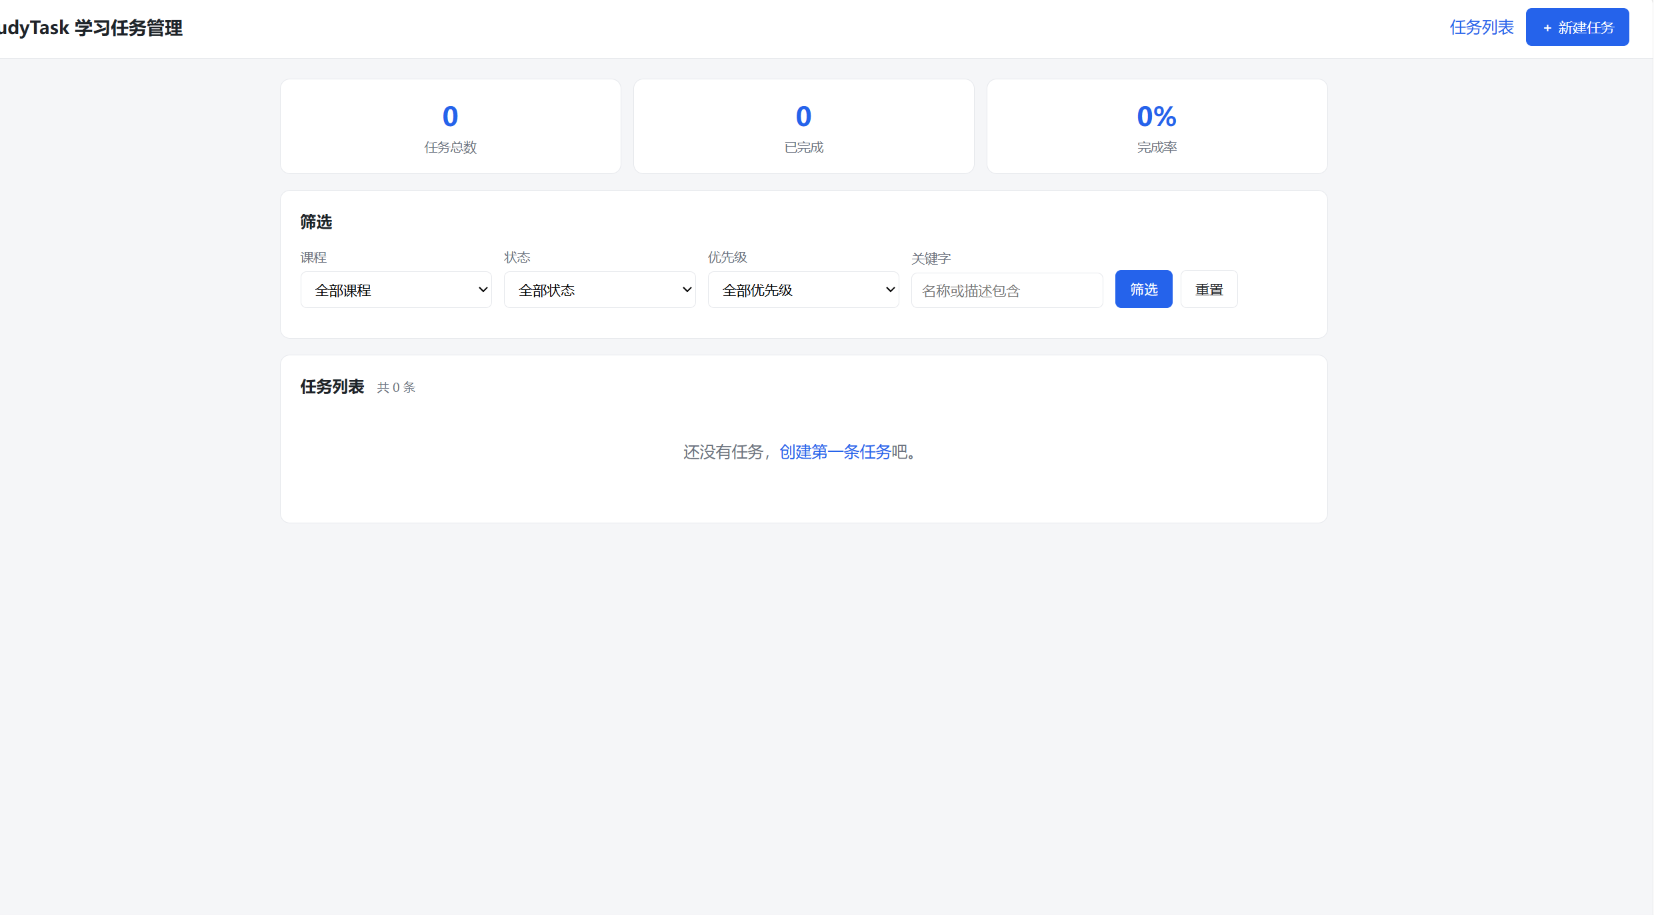 udyTask 学习任务管理
任务列表
+ 新建任务
0
任务总数
0
已完成
0%
完成率
筛选
课程
全部课程
状态
全部状态
优先级
全部优先级
关键字
名称或描述包含
筛选
重置
任务列表 共 0 条
还没有任务，创建第一条任务吧。